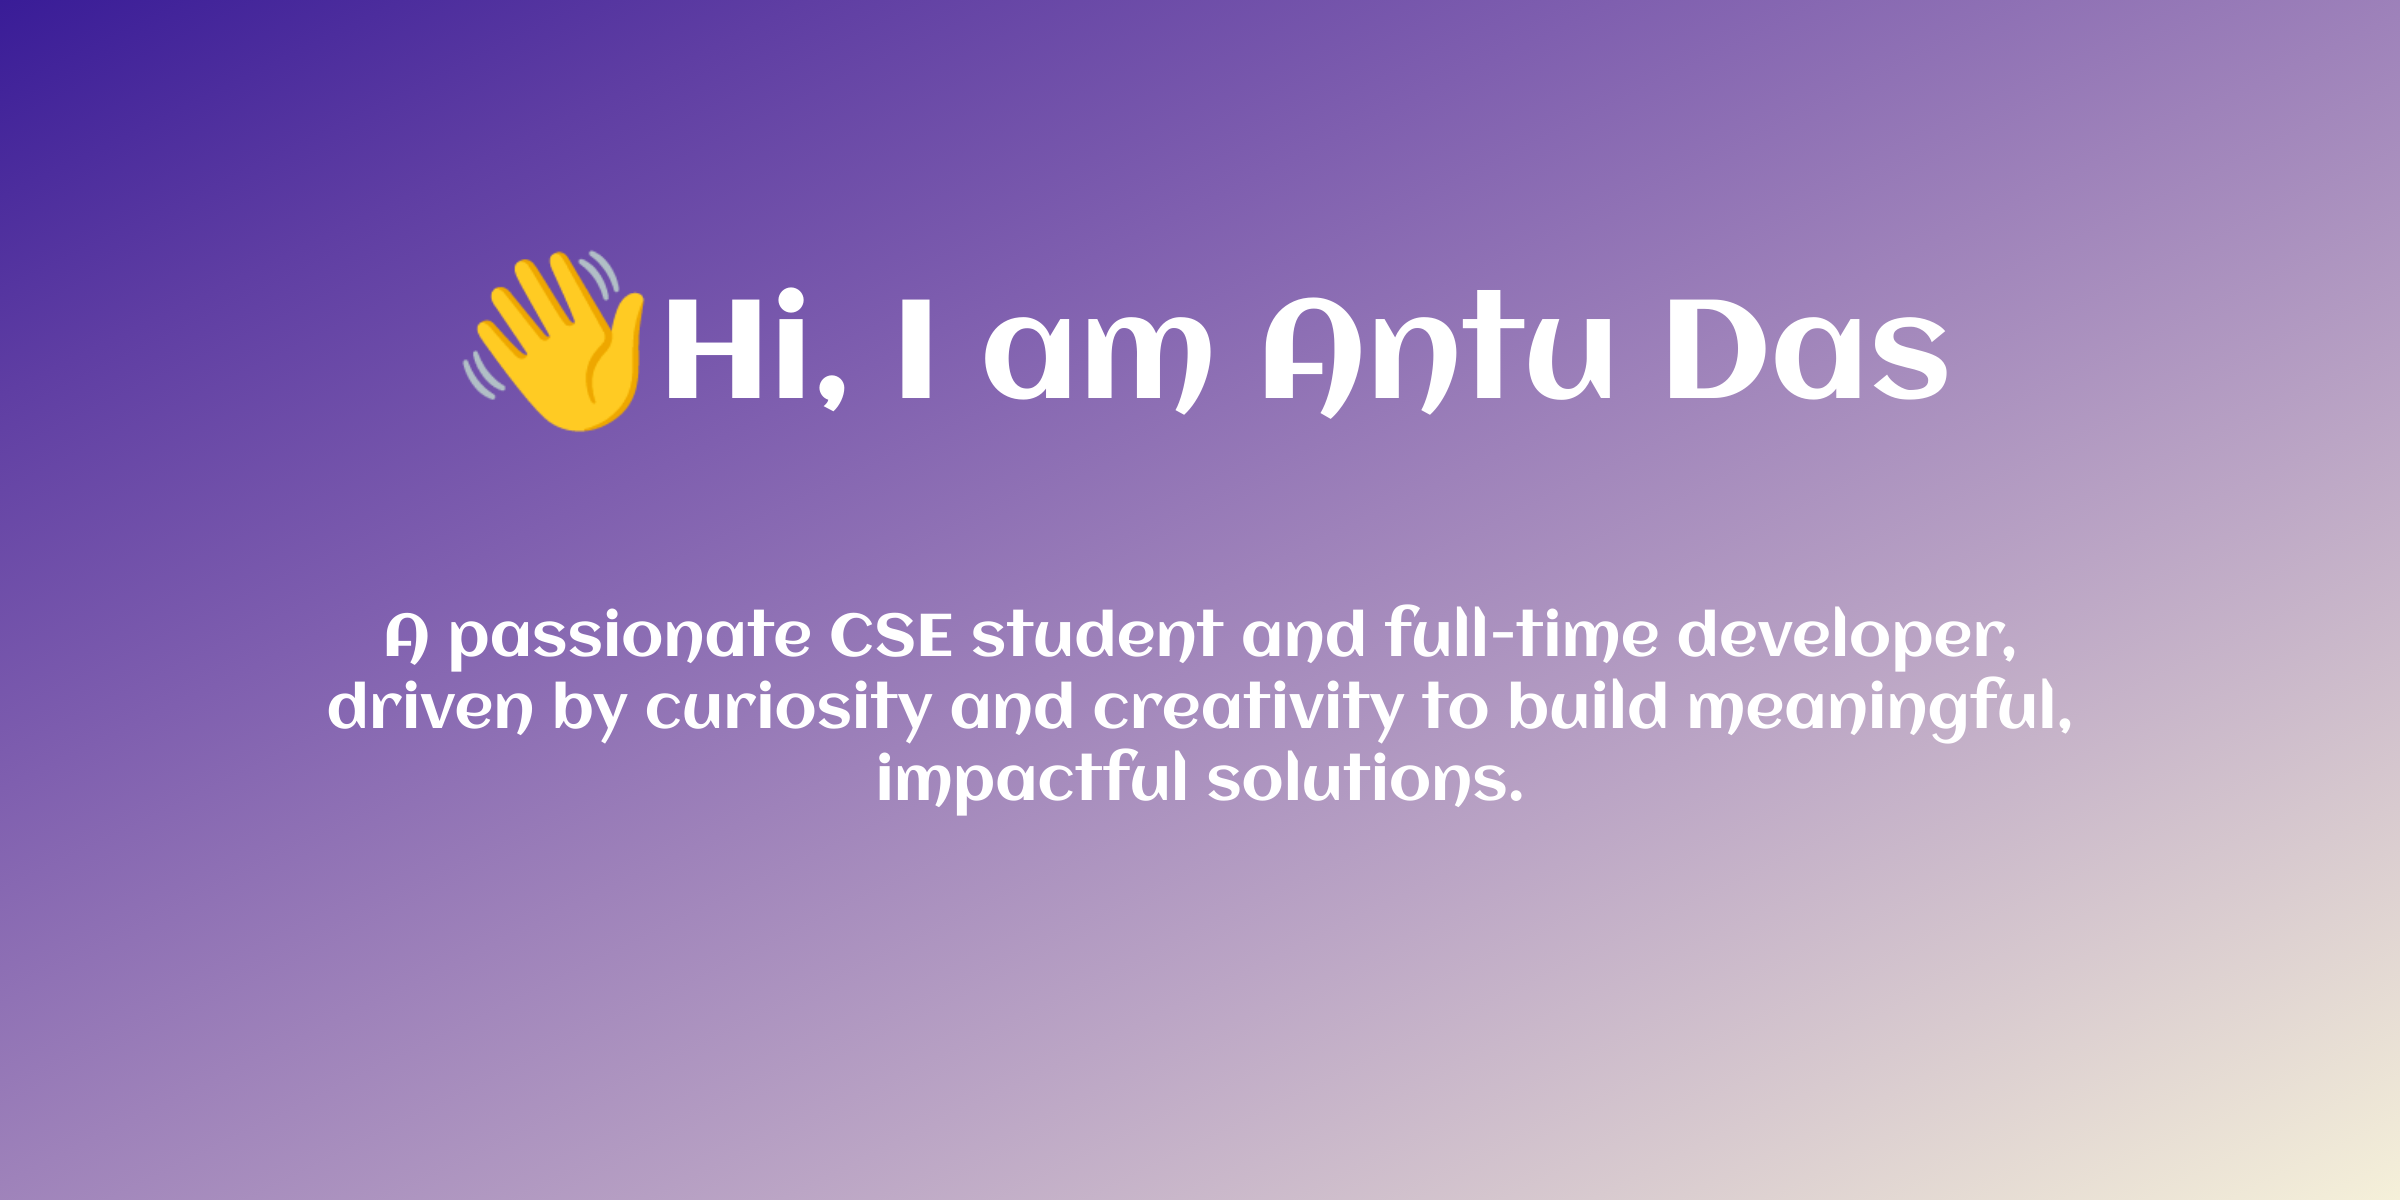 👋Hi, I am Antu Das
A passionate CSE student and full-time developer,
driven by curiosity and creativity to build meaningful,
impactful solutions.